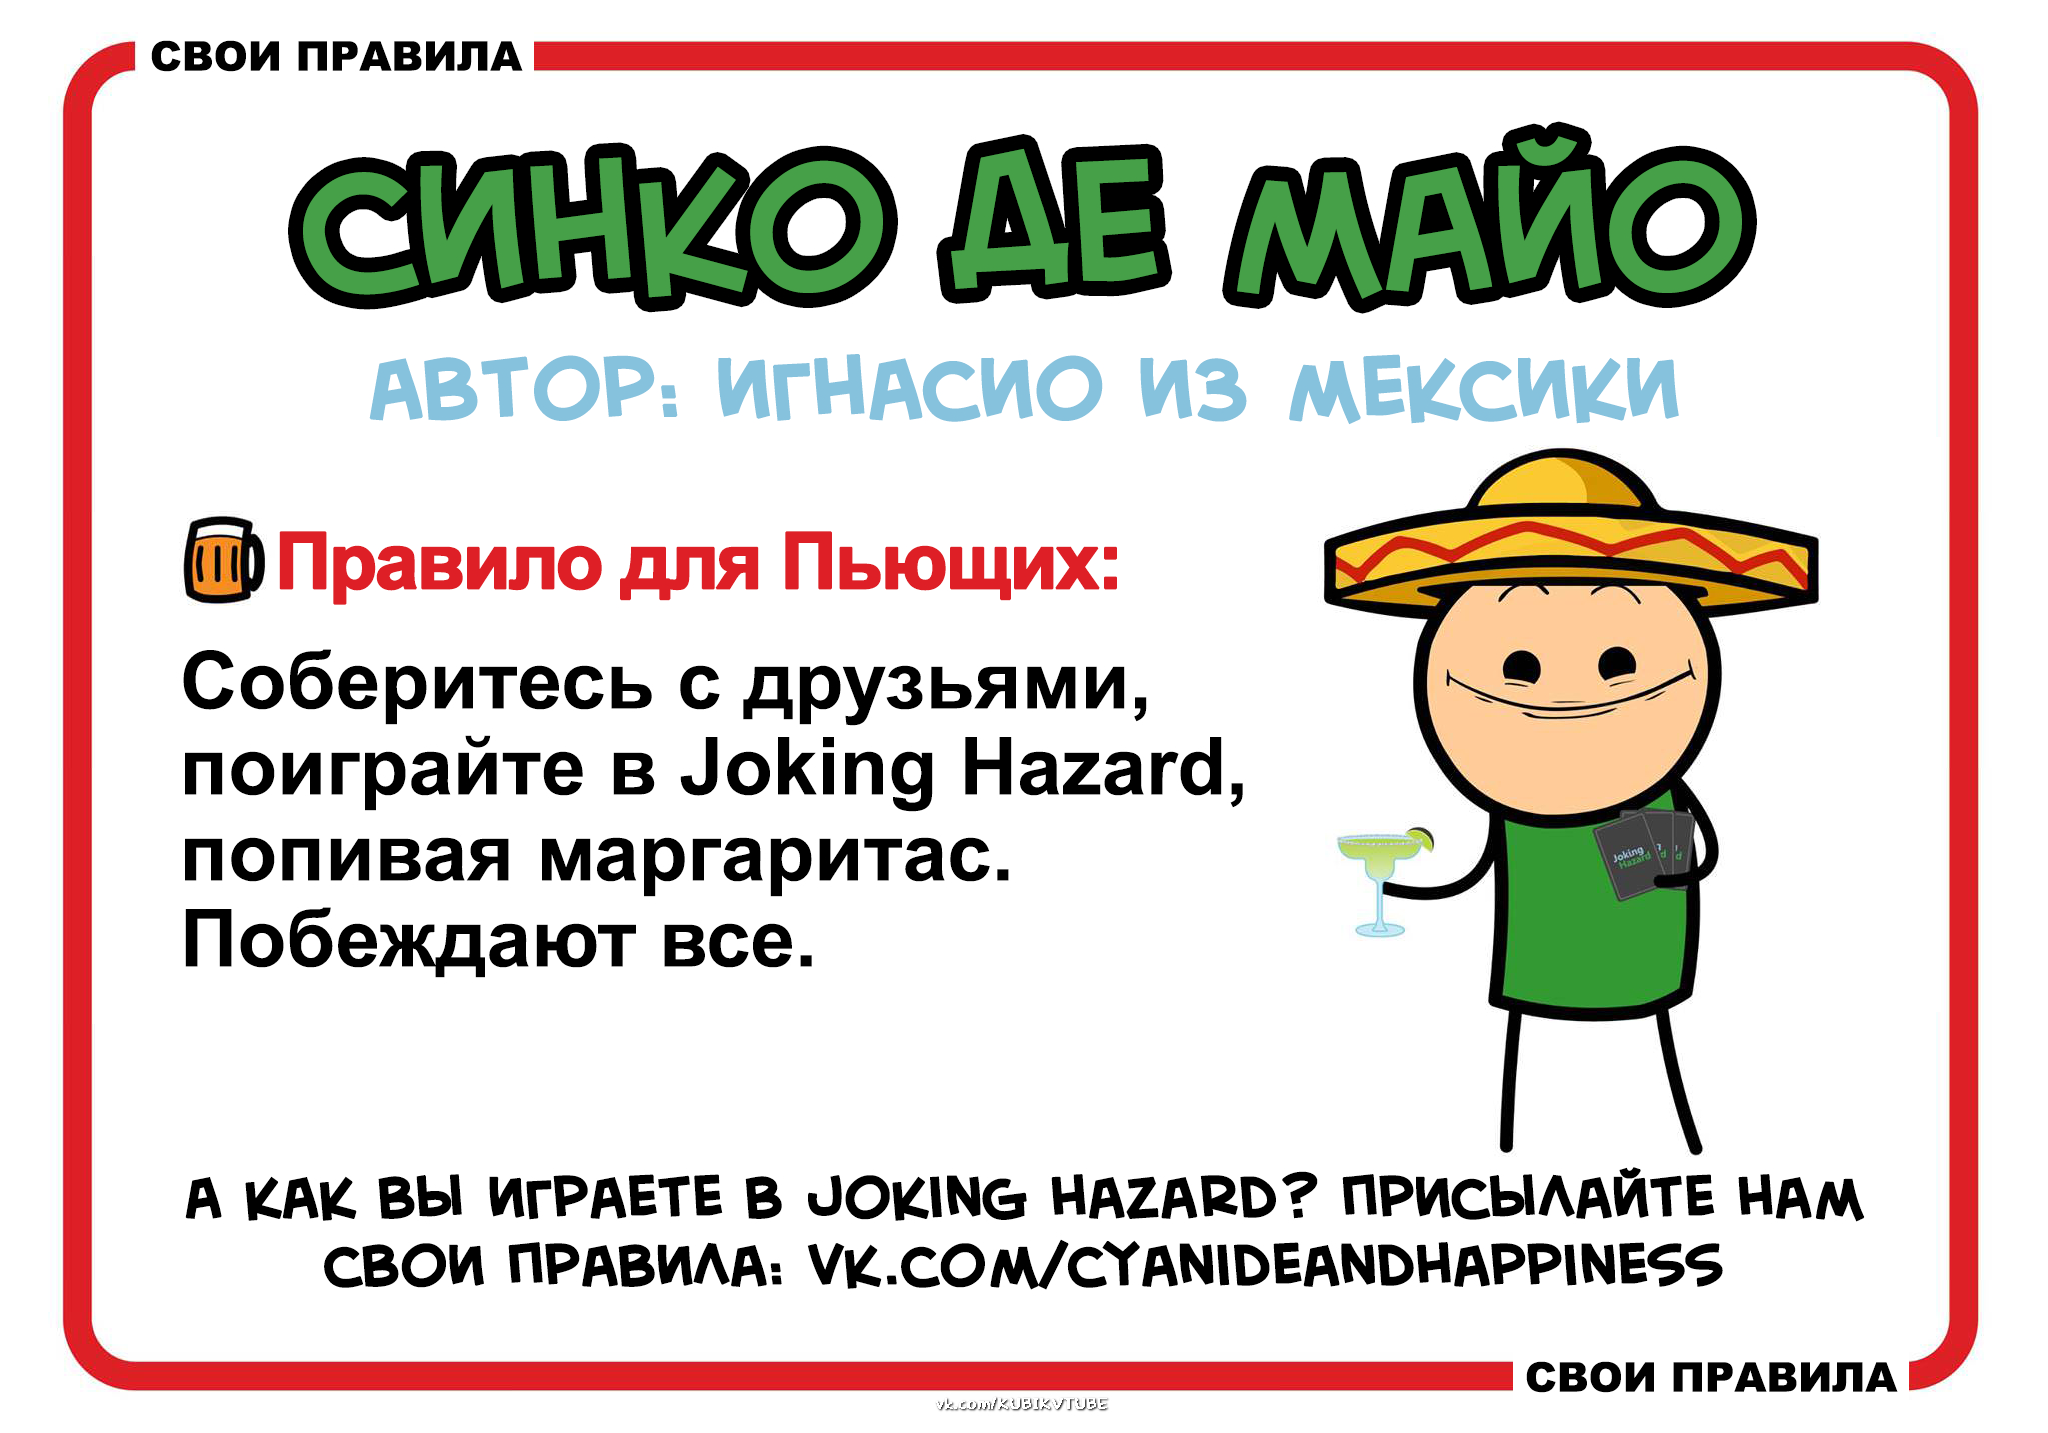 СВОИ ПРАВИЛА
СИНКО ДЕ МАЙО
АВТОР: ИГНАСИО ИЗ МЕКСИКИ
Правило для Пьющих:
Соберитесь с друзьями,
поиграйте в Joking Hazard,
попивая маргаритас.
Побеждают все.
Joking
Hazard
А КАК ВЫ ИГРАЕТЕ В JOKING HAZARD? ПРИСЫЛАЙТЕ НАМ
СВОИ ПРАВИЛА: VK.COM/CYANIDEANDHAPPINESS
СВОИ ПРАВИЛА
vk.com/KUBIKVTUBE